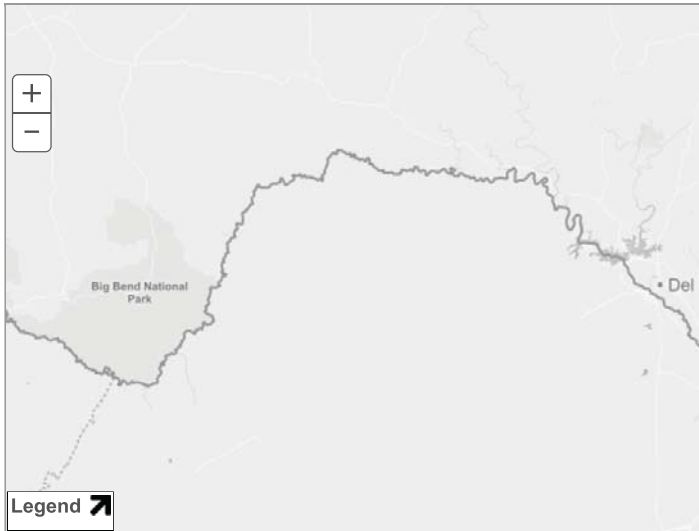 +
−
Big Bend National
Park
Del
Legend